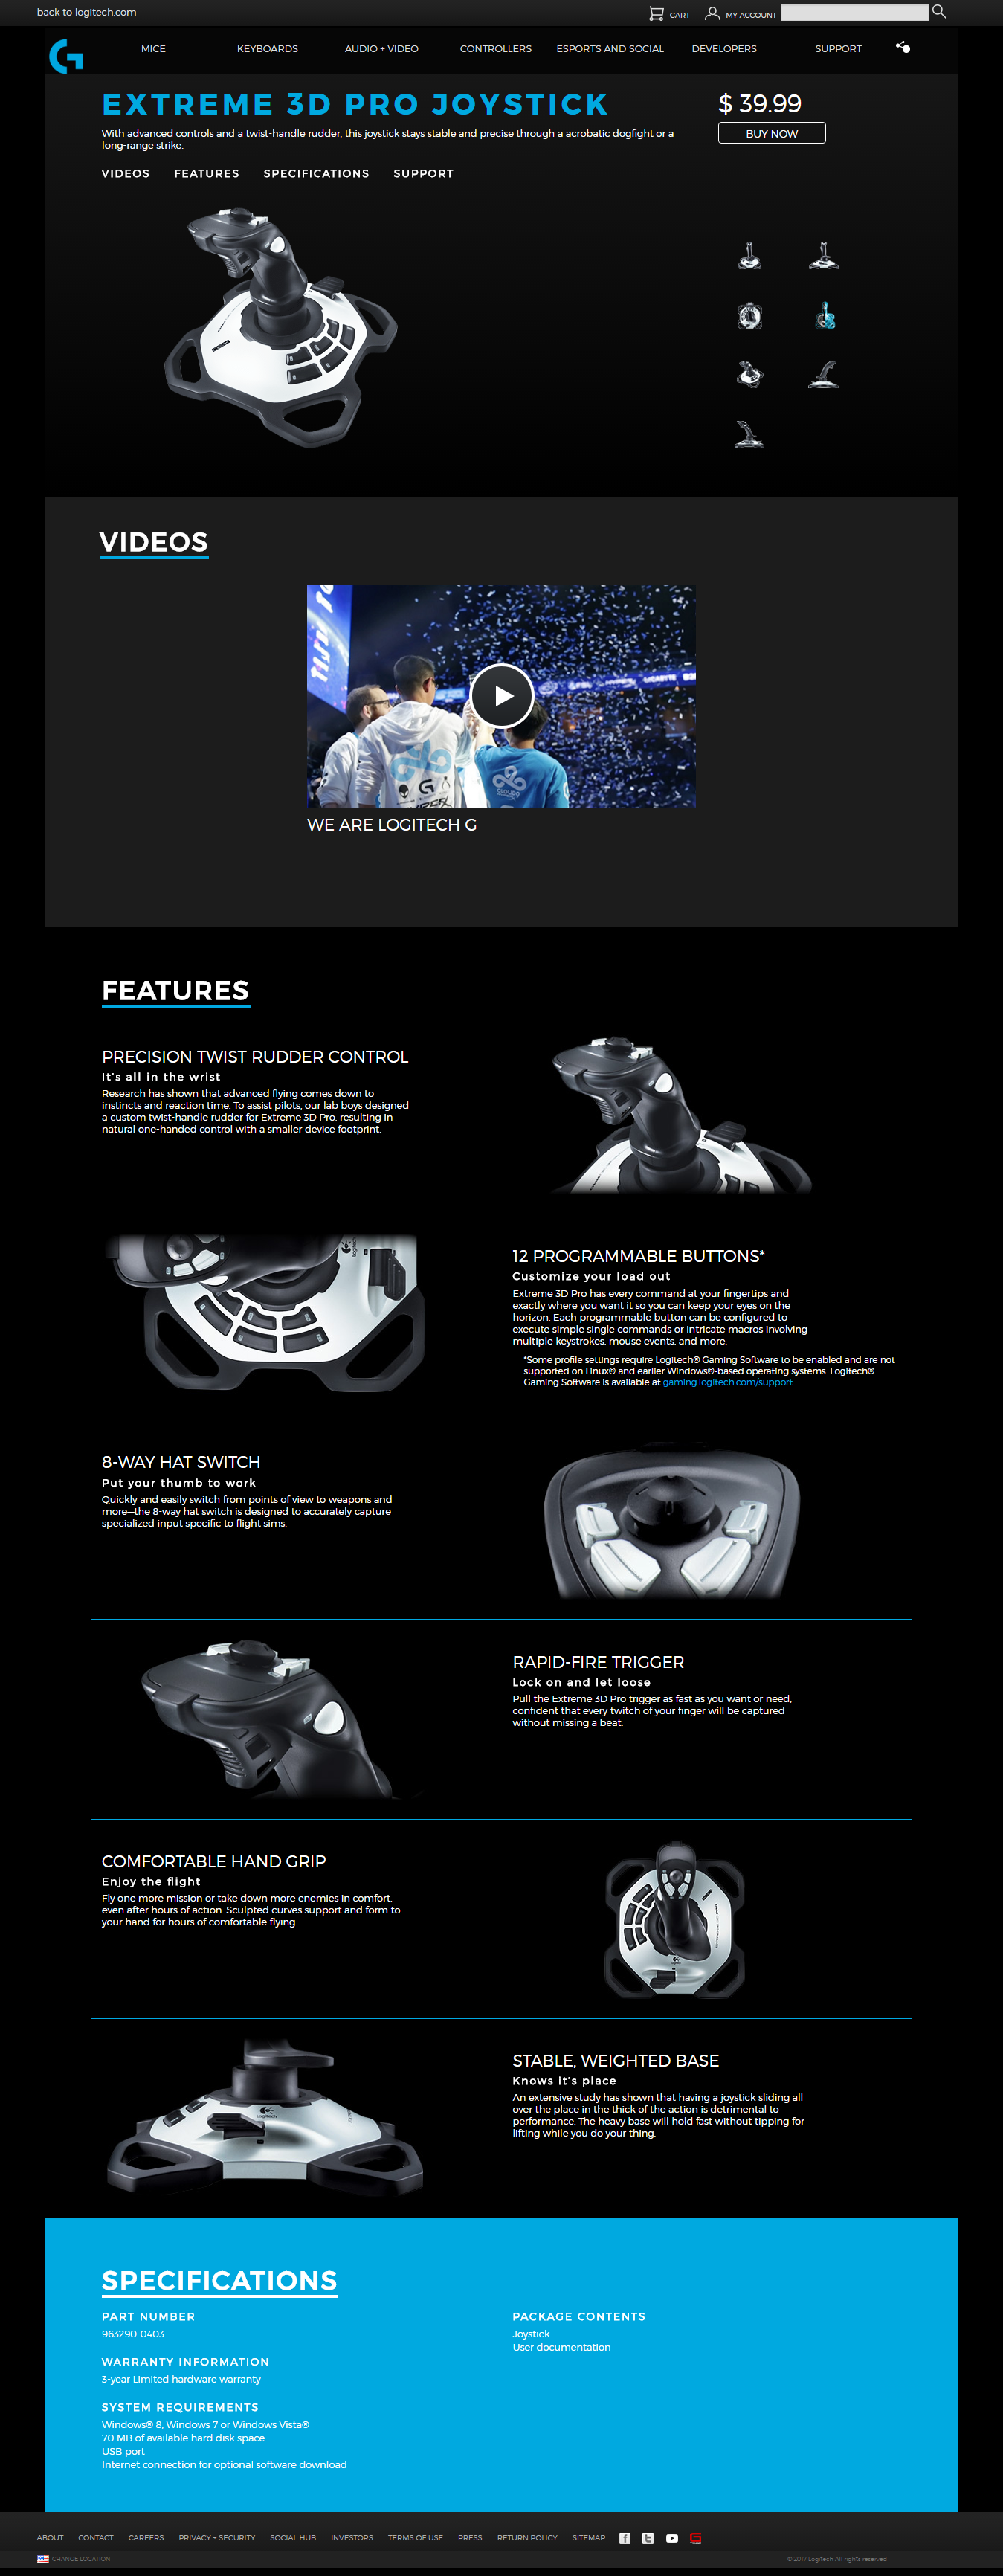 back to logitech.com
CART
MY ACCOUNT
MICE
KEYBOARDS
AUDIO + VIDEO
CONTROLLERS
ESPORTS AND SOCIAL
DEVELOPERS
SUPPORT
EXTREME 3D PRO JOYSTICK
$ 39.99
With advanced controls and a twist-handle rudder, this joystick stays stable and precise through a acrobatic dogfight or a
long-range strike.
BUY NOW
VIDEOS
FEATURES
SPECIFICATIONS
SUPPORT
VIDEOS
WE ARE LOGITECH G
FEATURES
PRECISION TWIST RUDDER CONTROL
It's all in the wrist
Research has shown that advanced flying comes down to
instincts and reaction time. To assist pilots, our lab boys designed
a custom twist-handle rudder for Extreme 3D Pro, resulting in
natural one-handed control with a smaller device footprint.
12 PROGRAMMABLE BUTTONS*
Customize your load out
Extreme 3D Pro has every command at your fingertips and
exactly where you want it so you can keep your eyes on the
horizon. Each programmable button can be configured to
execute simple single commands or intricate macros involving
multiple keystrokes, mouse events, and more.
*Some profile settings require Logitech® Gaming Software to be enabled and are not
supported on Linux® and earlier Windows®-based operating systems. Logitech®
Gaming Software is available at gaming.logitech.com/support.
8-WAY HAT SWITCH
Put your thumb to work
Quickly and easily switch from points of view to weapons and
more—the 8-way hat switch is designed to accurately capture
specialized input specific to flight sims.
RAPID-FIRE TRIGGER
Lock on and let loose
Pull the Extreme 3D Pro trigger as fast as you want or need,
confident that every twitch of your finger will be captured
without missing a beat.
COMFORTABLE HAND GRIP
Enjoy the flight
Fly one more mission or take down more enemies in comfort,
even after hours of action. Sculpted curves support and form to
your hand for hours of comfortable flying.
Logitech
STABLE, WEIGHTED BASE
Knows it's place
An extensive study has shown that having a joystick sliding all
over the place in the thick of the action is detrimental to
performance. The heavy base will hold fast without tipping for
lifting while you do your thing.
SPECIFICATIONS
PART NUMBER
963290-0403
WARRANTY INFORMATION
3-year Limited hardware warranty
SYSTEM REQUIREMENTS
Windows® 8, Windows 7 or Windows Vista®
70 MB of available hard disk space
USB port
Internet connection for optional software download
PACKAGE CONTENTS
Joystick
User documentation
ABOUT
CONTACT
CAREERS
PRIVACY + SECURITY
SOCIAL HUB
INVESTORS
TERMS OF USE
PRESS
RETURN POLICY
SITEMAP
CHANGE LOCATION
© 2017 Logitech All rights reserved